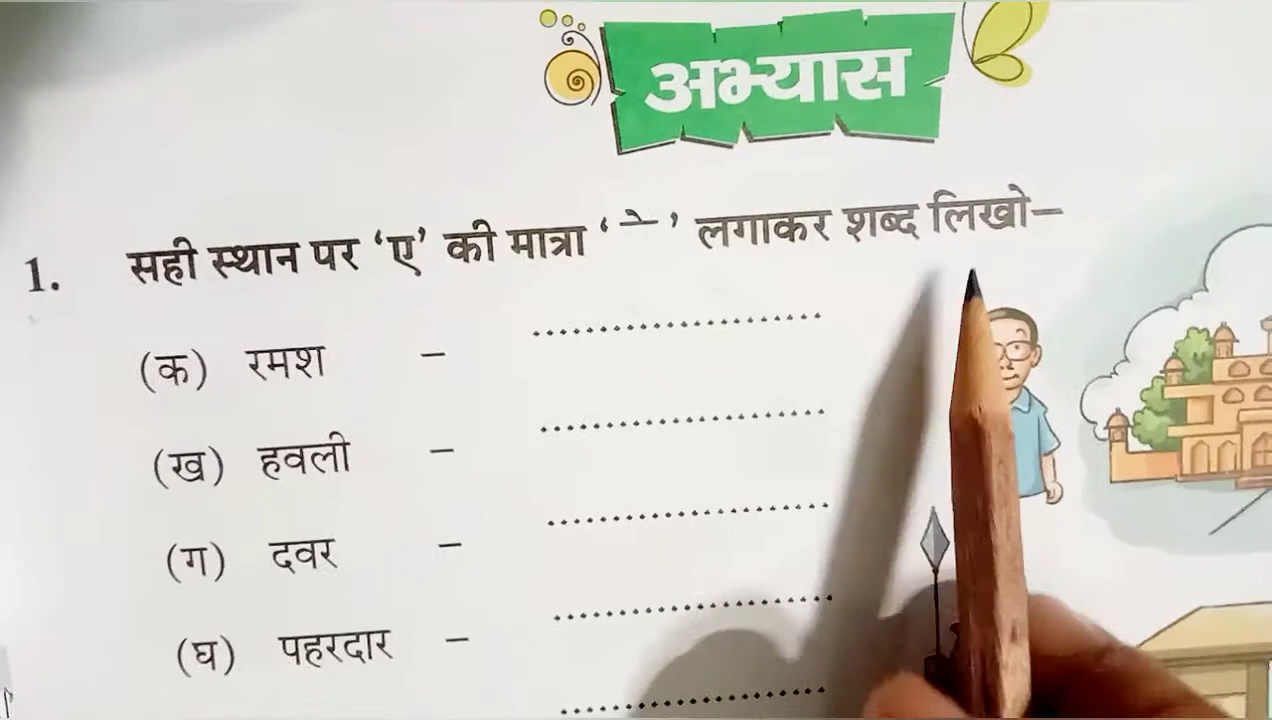 अभ्यास
1. सही स्थान पर ‘ए’ की मात्रा ‘ े ’ लगाकर शब्द लिखो–
(क) रमश – ....................
(ख) हवली – ....................
(ग) दवर – ....................
(घ) पहरदार – ....................